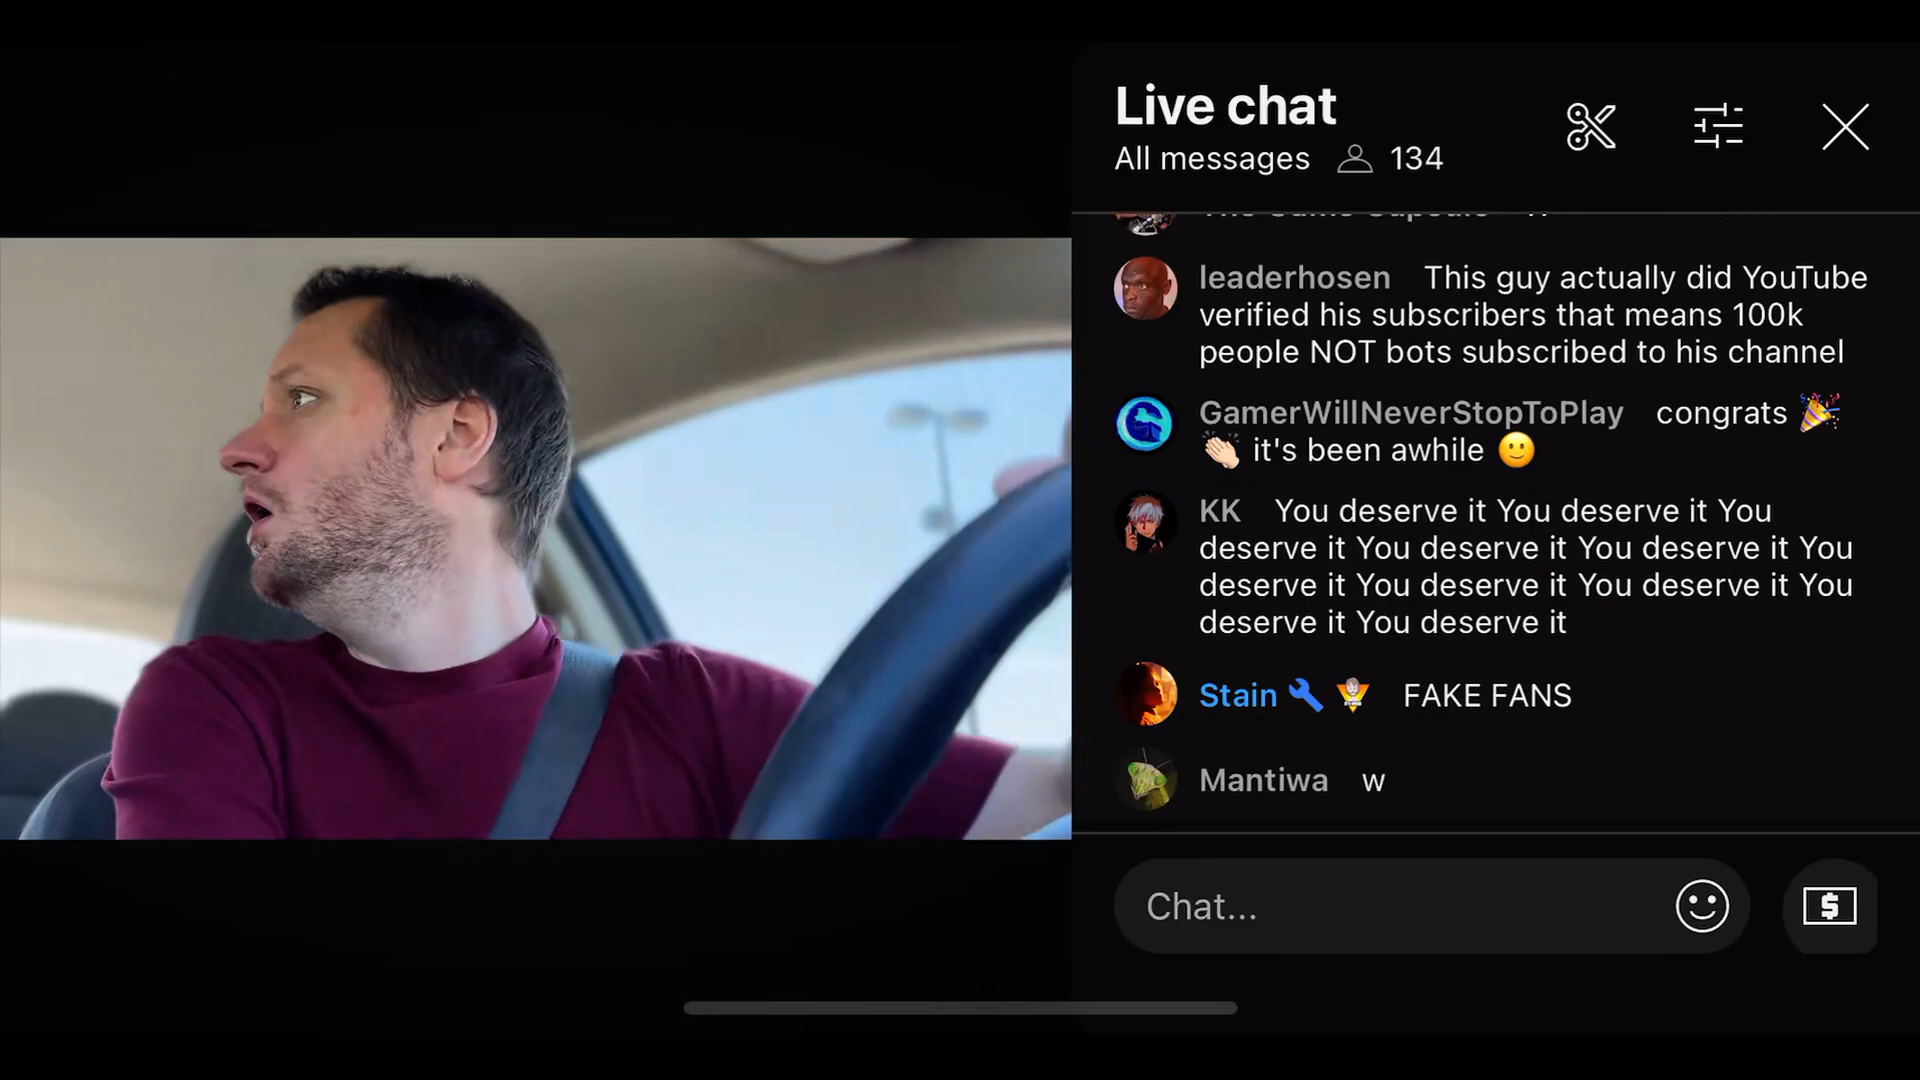 Live chat
All messages 134
leaderhosen This guy actually did YouTube
verified his subscribers that means 100k
people NOT bots subscribed to his channel
GamerWillNeverStopToPlay congrats 🎉
👏🏻 it's been awhile 🙂
KK You deserve it You deserve it You
deserve it You deserve it You deserve it You
deserve it You deserve it You deserve it You
deserve it You deserve it
Stain 🔧 FAKE FANS
Mantiwa w
Chat...